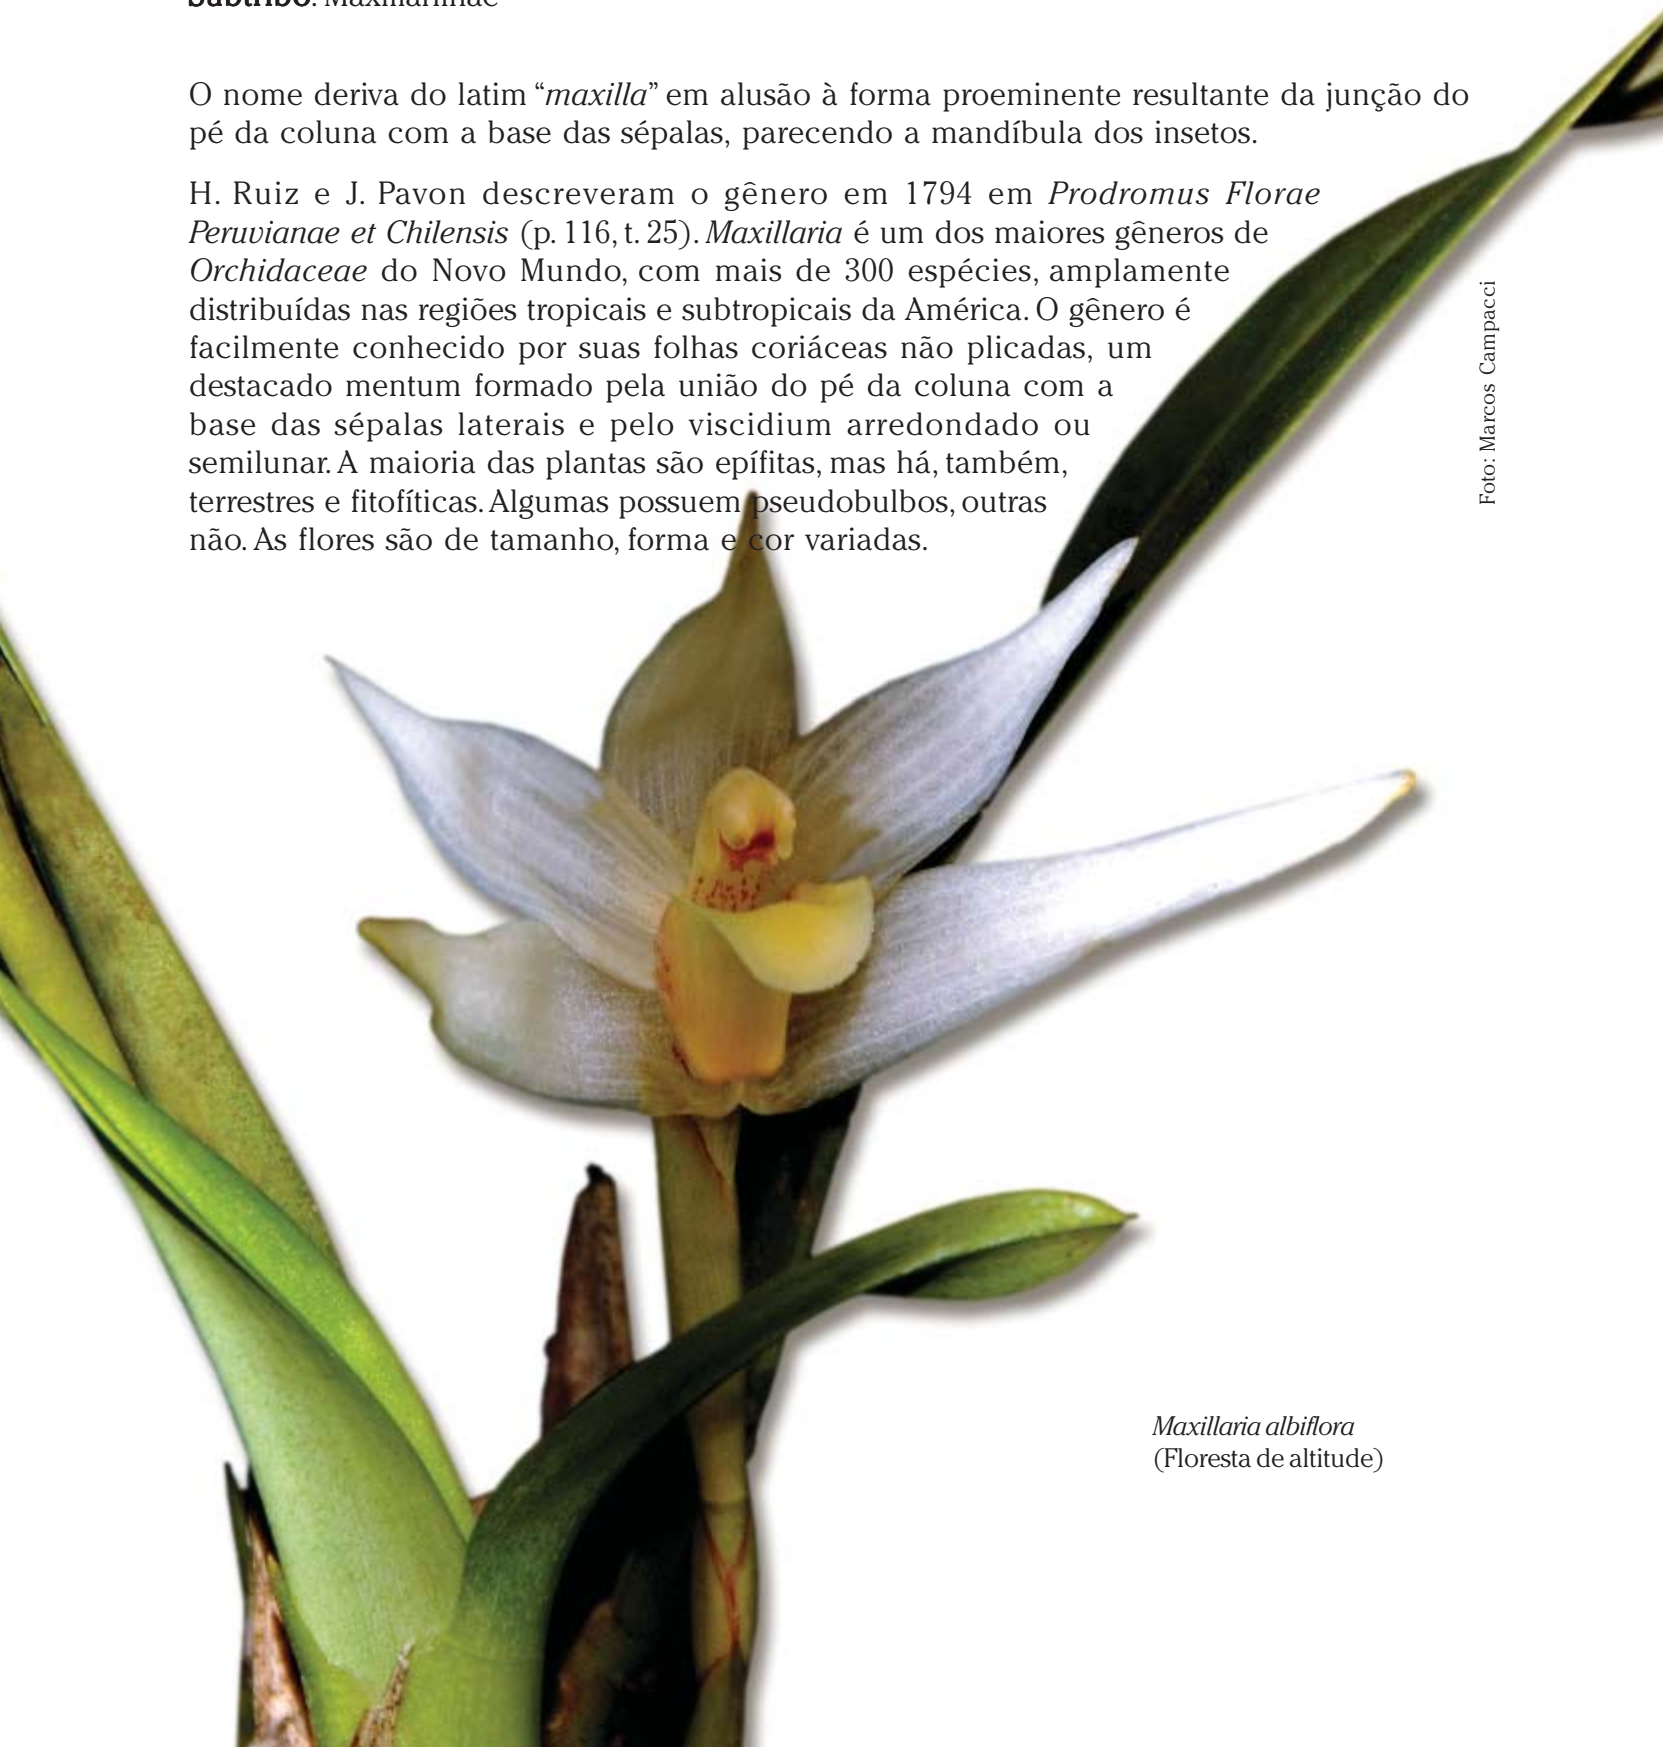 Subtribo: Maxillariinae
O nome deriva do latim “maxilla” em alusão à forma proeminente resultante da junção do
pé da coluna com a base das sépalas, parecendo a mandíbula dos insetos.
H. Ruiz e J. Pavon descreveram o gênero em 1794 em Prodromus Florae
Peruvianae et Chilensis (p. 116, t. 25). Maxillaria é um dos maiores gêneros de
Orchidaceae do Novo Mundo, com mais de 300 espécies, amplamente
distribuídas nas regiões tropicais e subtropicais da América. O gênero é
facilmente conhecido por suas folhas coriáceas não plicadas, um
destacado mentum formado pela união do pé da coluna com a
base das sépalas laterais e pelo viscidium arredondado ou
semilunar. A maioria das plantas são epífitas, mas há, também,
terrestres e fitofíticas. Algumas possuem pseudobulbos, outras
não. As flores são de tamanho, forma e cor variadas.
Foto: Marcos Campacci
Maxillaria albiflora
(Floresta de altitude)